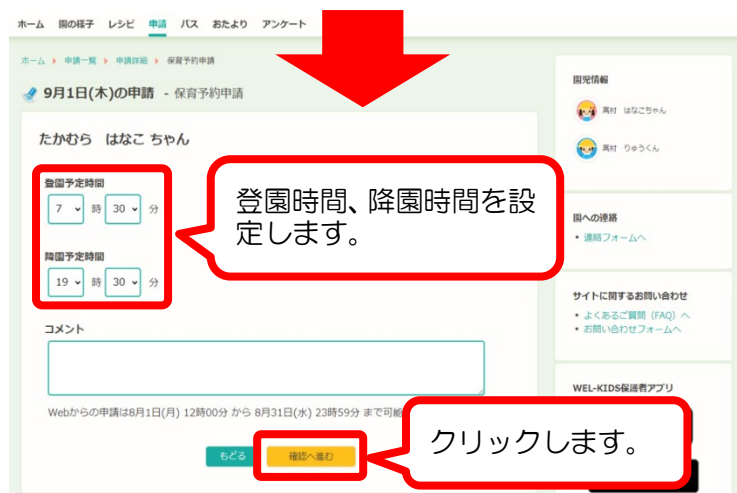 ホーム 園の様子 レシピ 申請 バス おたより アンケート
ホーム 申請一覧 申請詳細 保育予約申請
9月1日(木)の申請 - 保育予約申請
たかむら はなこ ちゃん
登園予定時間
7 時 30 分
降園予定時間
19 時 30 分
登園時間、降園時間を設
定します。
コメント
Webからの申請は8月1日(月) 12時00分 から 8月31日(水) 23時59分 まで可能
もどる 確認へ進む
クリックします。
園児情報
髙村 はなこちゃん
髙村 りゅうくん
園への連絡
• 連絡フォームへ
サイトに関するお問い合わせ
• よくあるご質問（FAQ）へ
• お問い合わせフォームへ
WEL-KIDS保護者アプリ